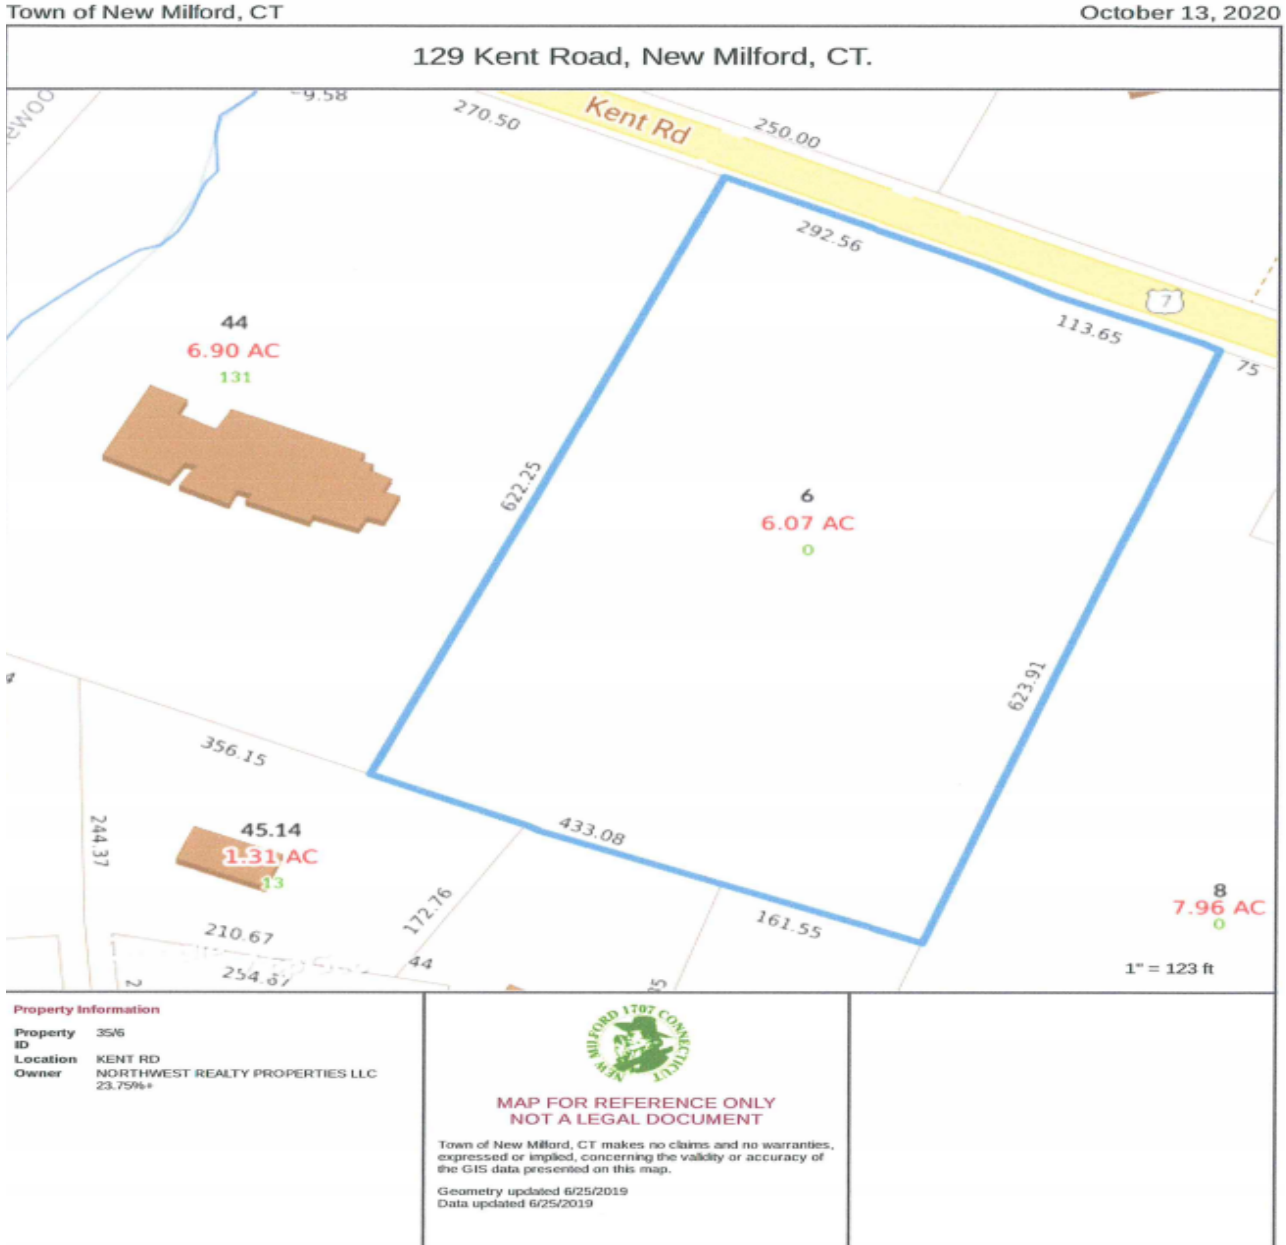 Town of New Milford, CT
October 13, 2020
129 Kent Road, New Milford, CT.
9.58
270.50
Kent Rd
250.00
292.56
7
113.65
75
44
6.90 AC
131
622.25
6
6.07 AC
0
623.91
356.15
244.37
45.14
1.31 AC
13
433.08
172.76
161.55
8
7.96 AC
0
210.67
254.87
44
2
1" = 123 ft
Property Information
Property ID 35/6
Location KENT RD
Owner NORTHWEST REALTY PROPERTIES LLC
23.75%+
NEW MILFORD 1707 CONNECTICUT
MAP FOR REFERENCE ONLY
NOT A LEGAL DOCUMENT
Town of New Milford, CT makes no claims and no warranties,
expressed or implied, concerning the validity or accuracy of
the GIS data presented on this map.
Geometry updated 6/25/2019
Data updated 6/25/2019